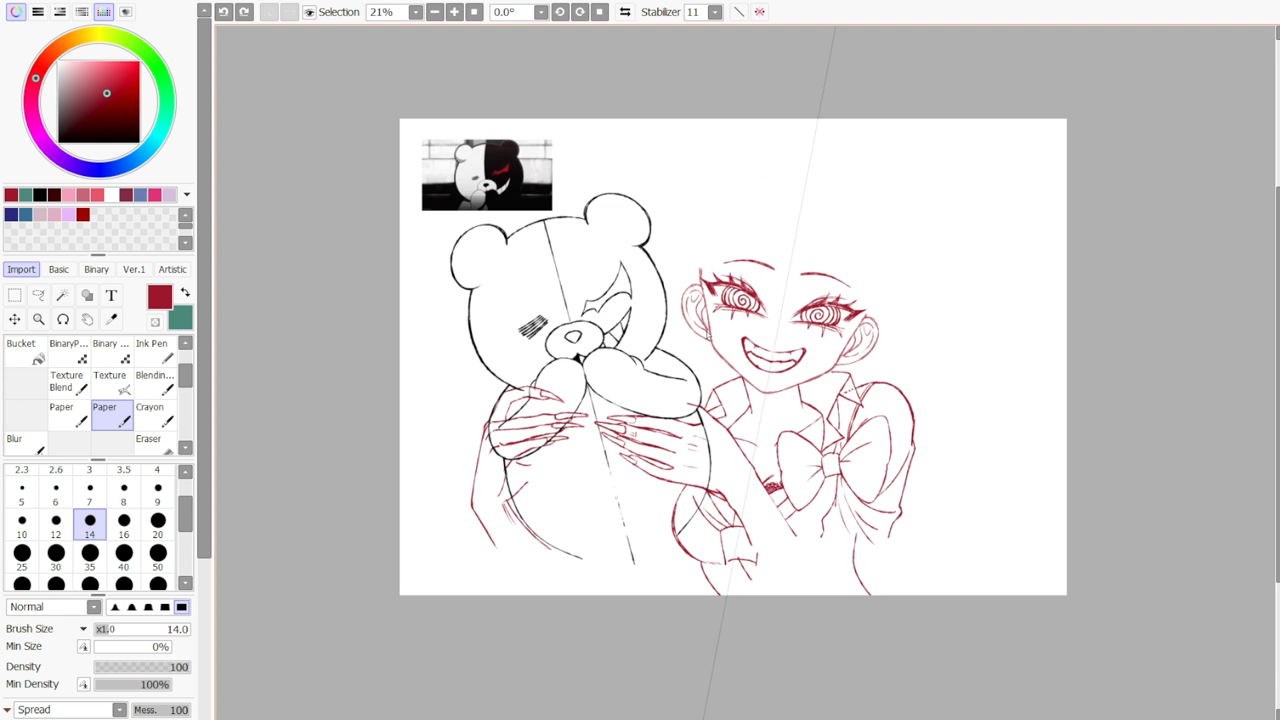 Selection 21% 0.0° Stabilizer 11
Import Basic Binary Ver.1 Artistic
T
Bucket BinaryP... Binary ... Ink Pen
Texture Blend Texture Blendin...
Paper Paper Crayon
Blur Eraser
2.3 2.6 3 3.5 4
5 6 7 8 9
10 12 14 16 20
25 30 35 40 50
Normal
Brush Size x1.0 14.0
Min Size 0%
Density 100
Min Density 100%
Spread Mess. 100